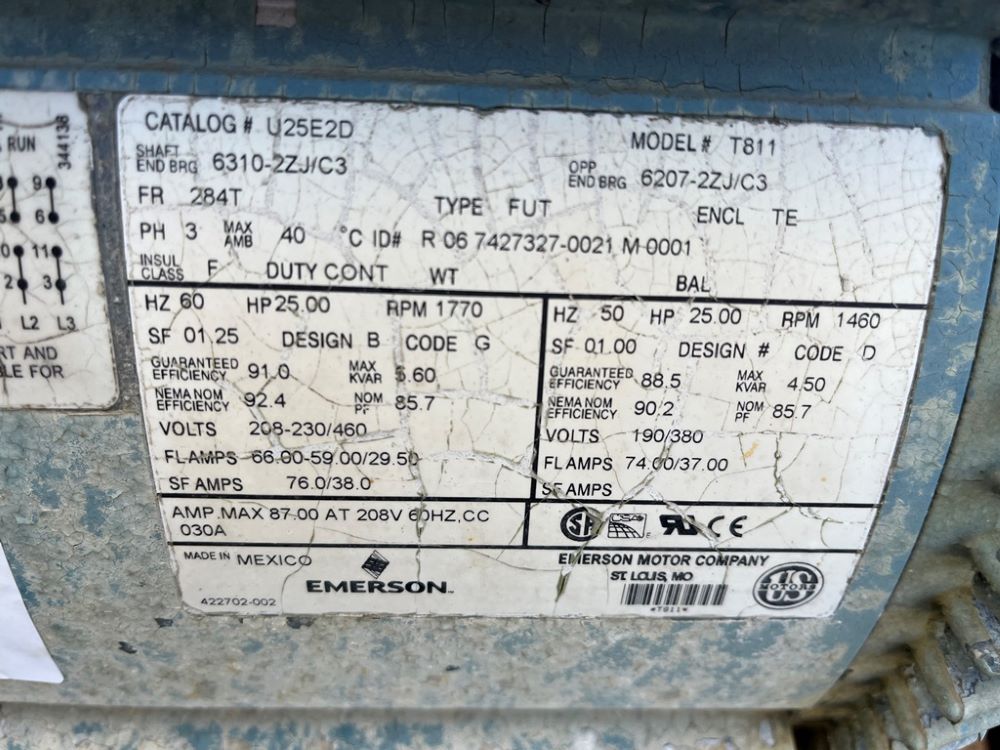 RUN
344138
9
5 6
0 11
2 3
L2 L3
RT AND
LE FOR
CATALOG # U25E2D
MODEL # T811
SHAFT END BRG 6310-2ZJ/C3
OPP END BRG 6207-2ZJ/C3
FR 284T
TYPE FUT
ENCL TE
PH 3 MAX AMB 40 °C ID# R 06 7427327-0021 M 0001
INSUL CLASS F DUTY CONT WT BAL
HZ 60 HP 25.00 RPM 1770
SF 01.25 DESIGN B CODE G
GUARANTEED EFFICIENCY 91.0 MAX KVAR .60
NEMA NOM EFFICIENCY 92.4 NOM PF 85.7
VOLTS 208-230/460
FL AMPS 66.00-59.00/29.50
SF AMPS 76.0/38.0
HZ 50 HP 25.00 RPM 1460
SF 01.00 DESIGN # CODE D
GUARANTEED EFFICIENCY 88.5 MAX KVAR 4.50
NEMA NOM EFFICIENCY 90.2 NOM PF 85.7
VOLTS 190/380
FL AMPS 74.00/37.00
SF AMPS
AMP.MAX 87.00 AT 208V 60HZ,CC
030A
SA CE
MADE IN MEXICO
EMERSON™
422702-002
EMERSON MOTOR COMPANY
ST. LOUIS, MO
*T811*
US MOTORS